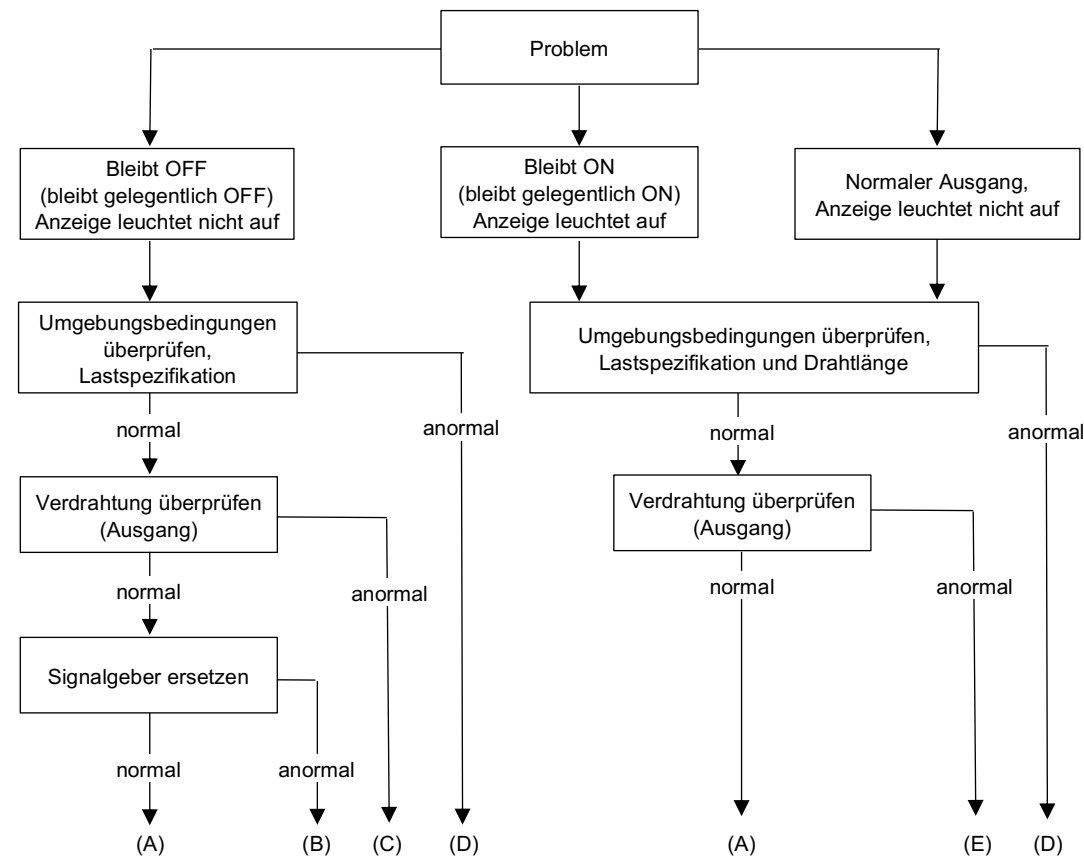 Problem
Bleibt OFF
(bleibt gelegentlich OFF)
Anzeige leuchtet nicht auf
Bleibt ON
(bleibt gelegentlich ON)
Anzeige leuchtet auf
Normaler Ausgang,
Anzeige leuchtet nicht auf
Umgebungsbedingungen
überprüfen,
Lastspezifikation
Umgebungsbedingungen überprüfen,
Lastspezifikation und Drahtlänge
normal
anormal
normal
anormal
Verdrahtung überprüfen
(Ausgang)
Verdrahtung überprüfen
(Ausgang)
normal
anormal
normal
anormal
Signalgeber ersetzen
normal
anormal
(A)
(B)
(C)
(D)
(A)
(E)
(D)